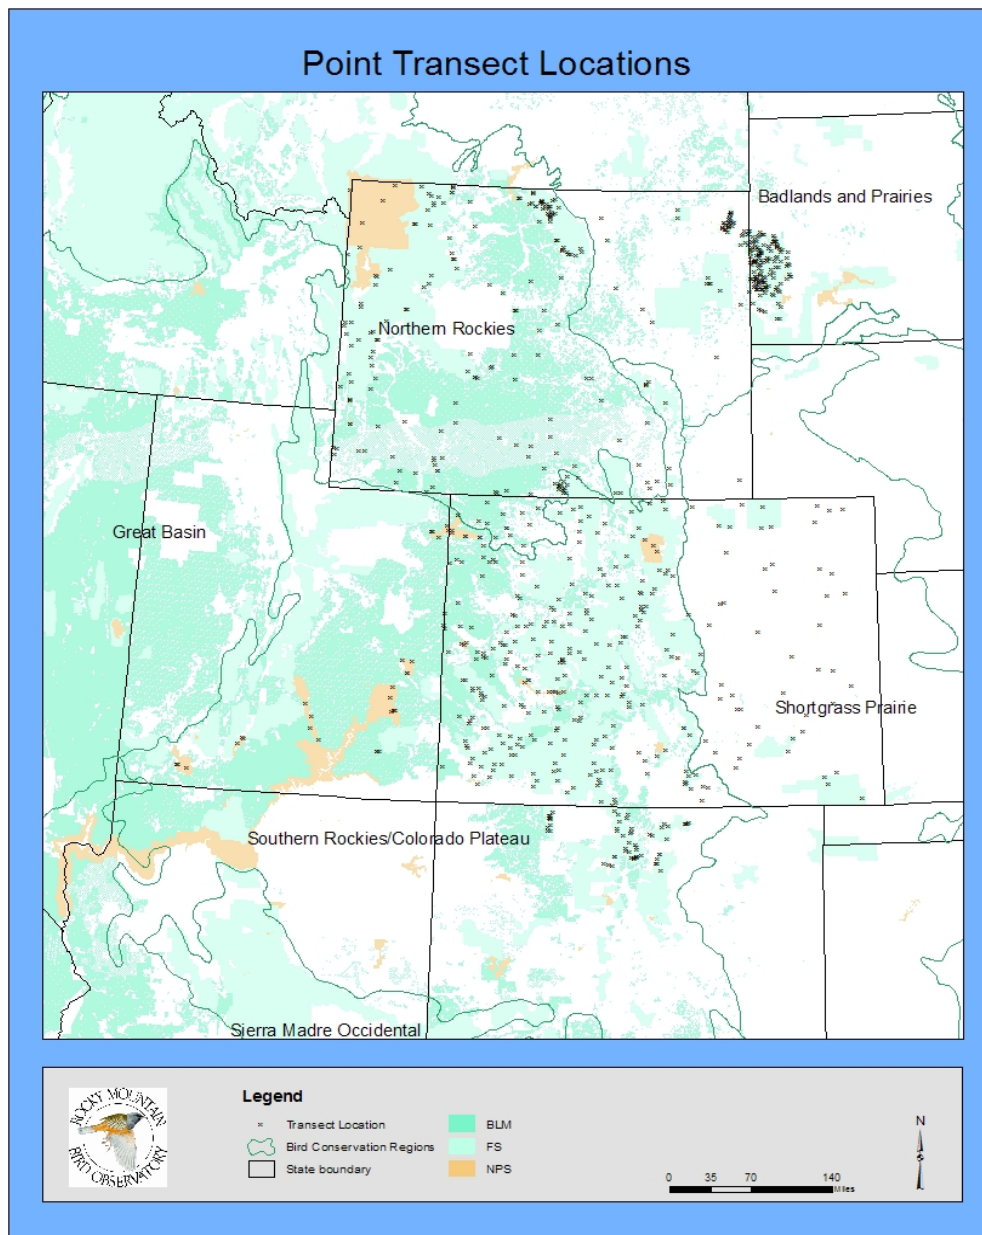 Point Transect Locations
Badlands and Prairies
Northern Rockies
Great Basin
Shortgrass Prairie
Southern Rockies/Colorado Plateau
Sierra Madre Occidental
ROCKY MOUNTAIN
BIRD OBSERVATORY
Legend
Transect Location
Bird Conservation Regions
State boundary
BLM
FS
NPS
0 35 70 140
Miles
N